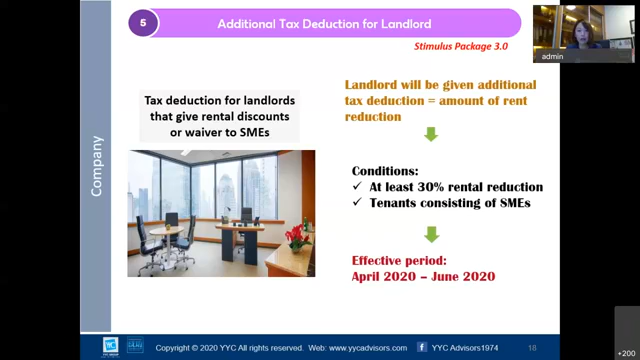 5
Additional Tax Deduction for Landlord
Stimulus Package 3.0
Company
Tax deduction for landlords
that give rental discounts
or waiver to SMEs
Landlord will be given additional
tax deduction = amount of rent
reduction
Conditions:
✓ At least 30% rental reduction
✓ Tenants consisting of SMEs
Effective period:
April 2020 – June 2020
Copyright © 2020 YYC All rights reserved. Web: www.yycadvisors.com YYC Advisors1974
18
admin
+200